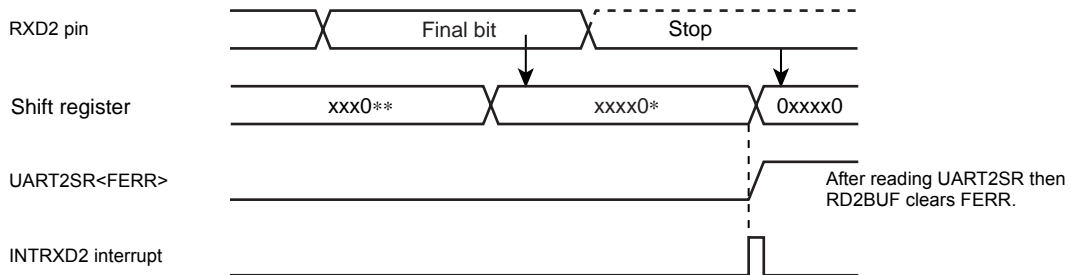 RXD2 pin
Final bit
Stop
Shift register
xxx0**
xxxx0*
0xxxx0
UART2SR<FERR>
After reading UART2SR then
RD2BUF clears FERR.
INTRXD2 interrupt